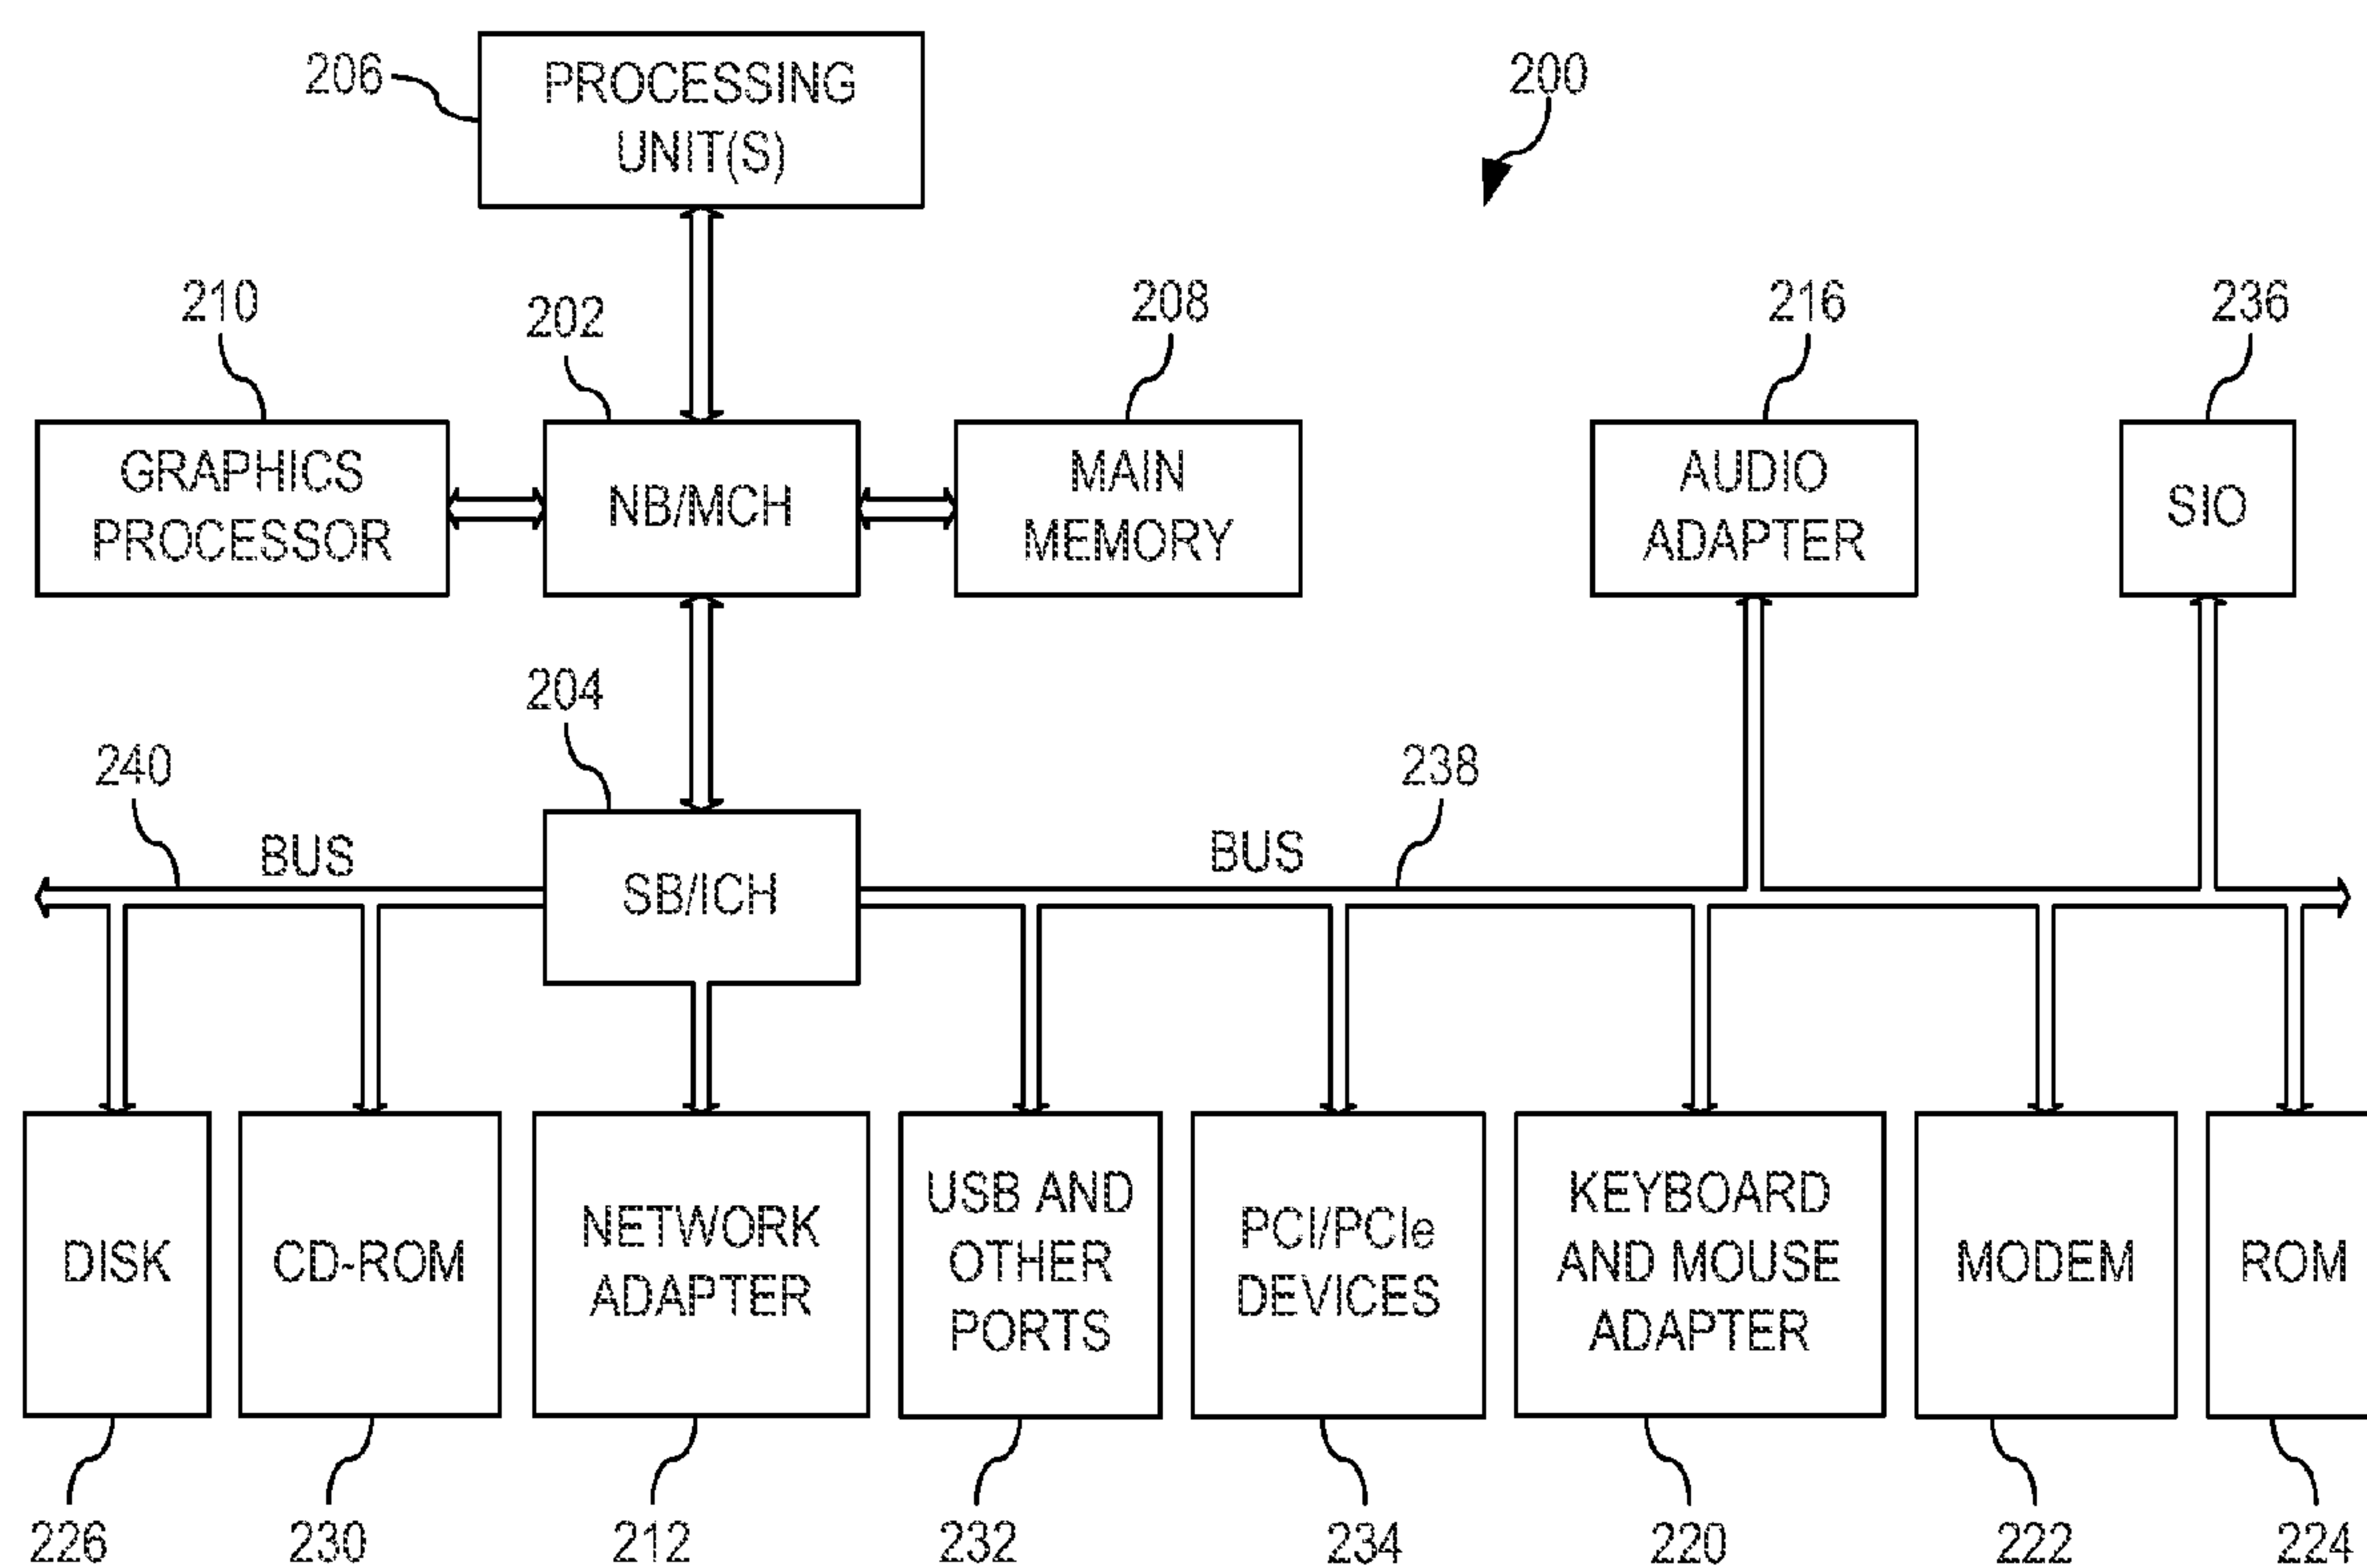 206
PROCESSING
UNIT(S)
200
210
202
208
216
236
GRAPHICS
PROCESSOR
NB/MCH
MAIN
MEMORY
AUDIO
ADAPTER
SIO
204
240
238
BUS
SB/ICH
BUS
DISK
CD-ROM
NETWORK
ADAPTER
USB AND
OTHER
PORTS
PCI/PCIe
DEVICES
KEYBOARD
AND MOUSE
ADAPTER
MODEM
ROM
226
230
212
232
234
220
222
224